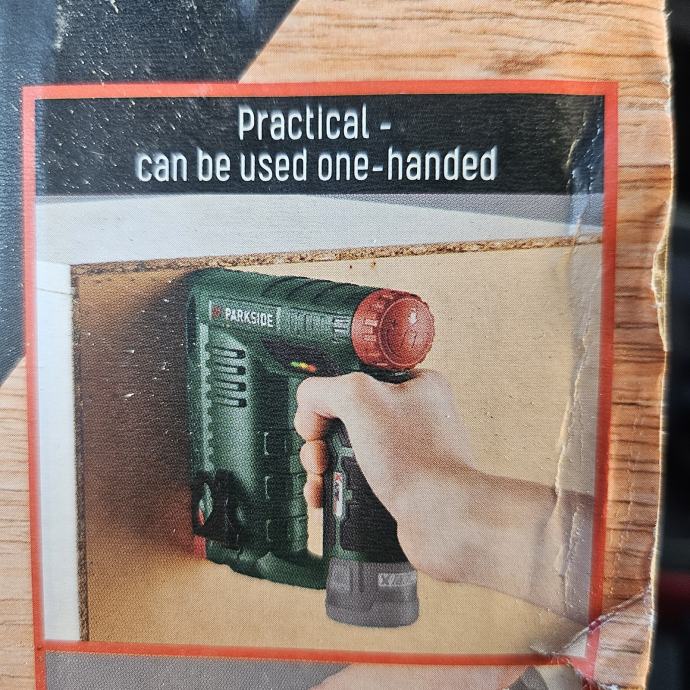 Practical -
can be used one-handed
PARKSIDE